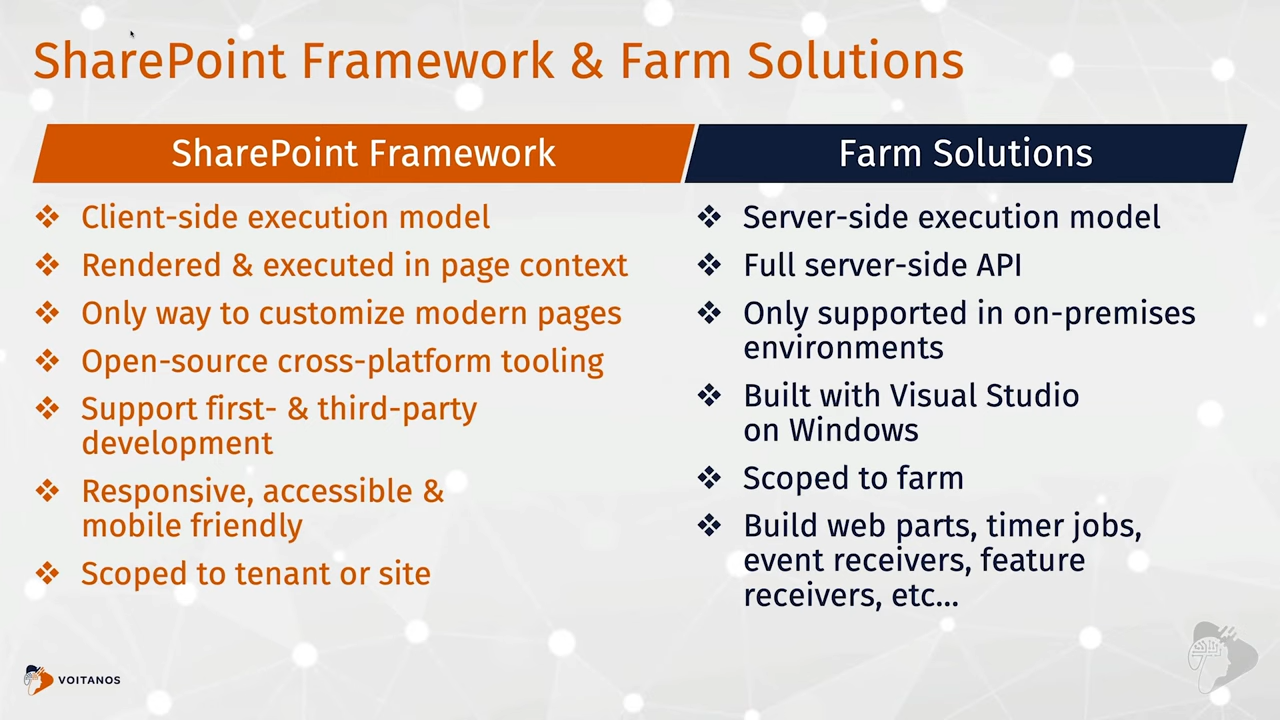 SharePoint Framework & Farm Solutions
SharePoint Framework
❖ Client-side execution model
❖ Rendered & executed in page context
❖ Only way to customize modern pages
❖ Open-source cross-platform tooling
❖ Support first- & third-party
development
❖ Responsive, accessible &
mobile friendly
❖ Scoped to tenant or site
Farm Solutions
❖ Server-side execution model
❖ Full server-side API
❖ Only supported in on-premises
environments
❖ Built with Visual Studio
on Windows
❖ Scoped to farm
❖ Build web parts, timer jobs,
event receivers, feature
receivers, etc...
VOITANOS